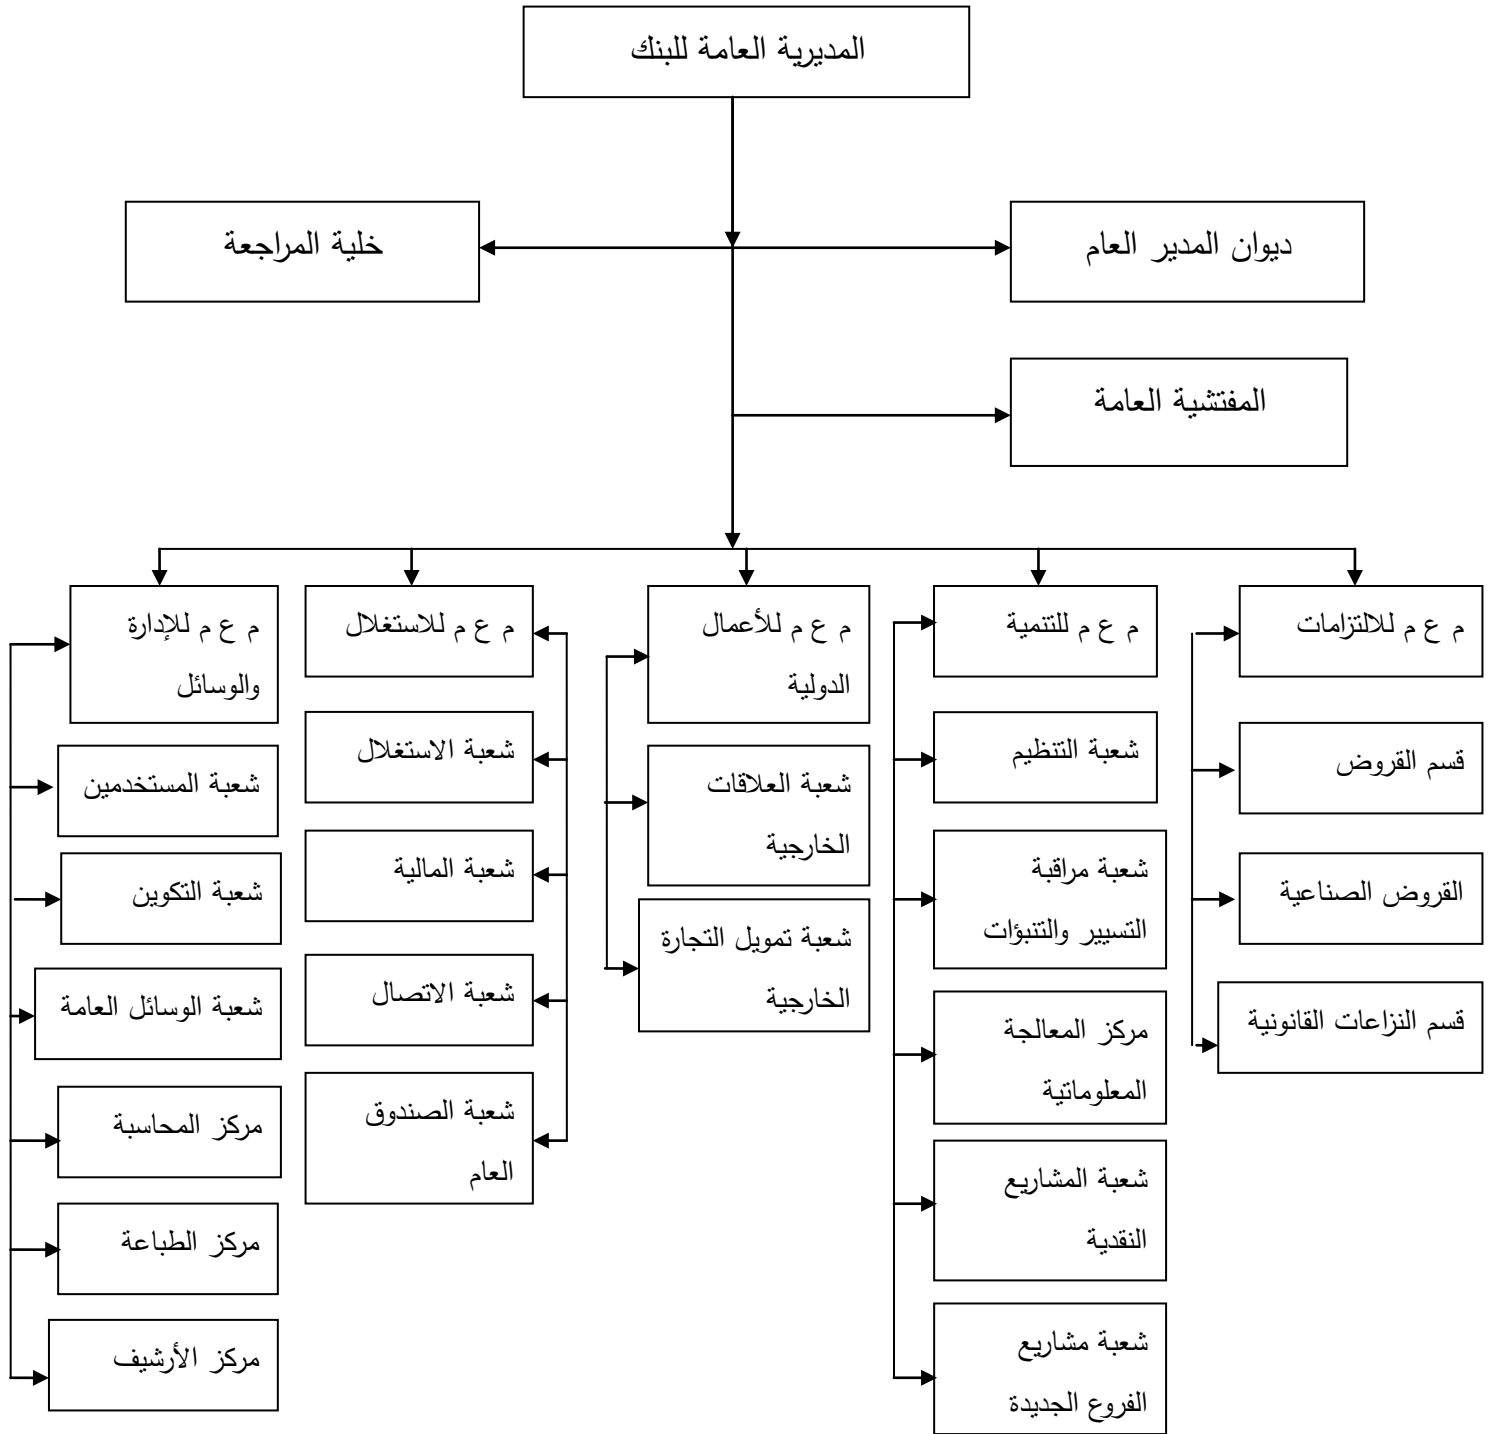 المديرية العامة للبنك
ديوان المدير العام
خلية المراجعة
المفتشية العامة
م ع م للالتزامات
قسم القروض
القروض الصناعية
قسم النزاعات القانونية
م ع م للتنمية
شعبة التنظيم
شعبة مراقبة
التسيير والتنبؤات
مركز المعالجة
المعلوماتية
شعبة المشاريع
النقدية
شعبة مشاريع
الفروع الجديدة
م ع م للأعمال
الدولية
شعبة العلاقات
الخارجية
شعبة تمويل التجارة
الخارجية
م ع م للاستغلال
شعبة الاستغلال
شعبة المالية
شعبة الاتصال
شعبة الصندوق
العام
م ع م للإدارة
والوسائل
شعبة المستخدمين
شعبة التكوين
شعبة الوسائل العامة
مركز المحاسبة
مركز الطباعة
مركز الأرشيف